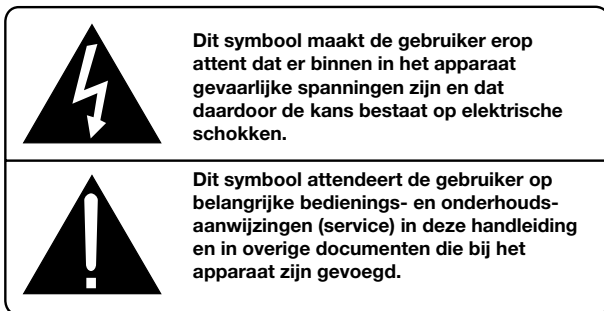 Dit symbool maakt de gebruiker erop
attent dat er binnen in het apparaat
gevaarlijke spanningen zijn en dat
daardoor de kans bestaat op elektrische
schokken.
Dit symbool attendeert de gebruiker op
belangrijke bedienings- en onderhouds-
aanwijzingen (service) in deze handleiding
en in overige documenten die bij het
apparaat zijn gevoegd.